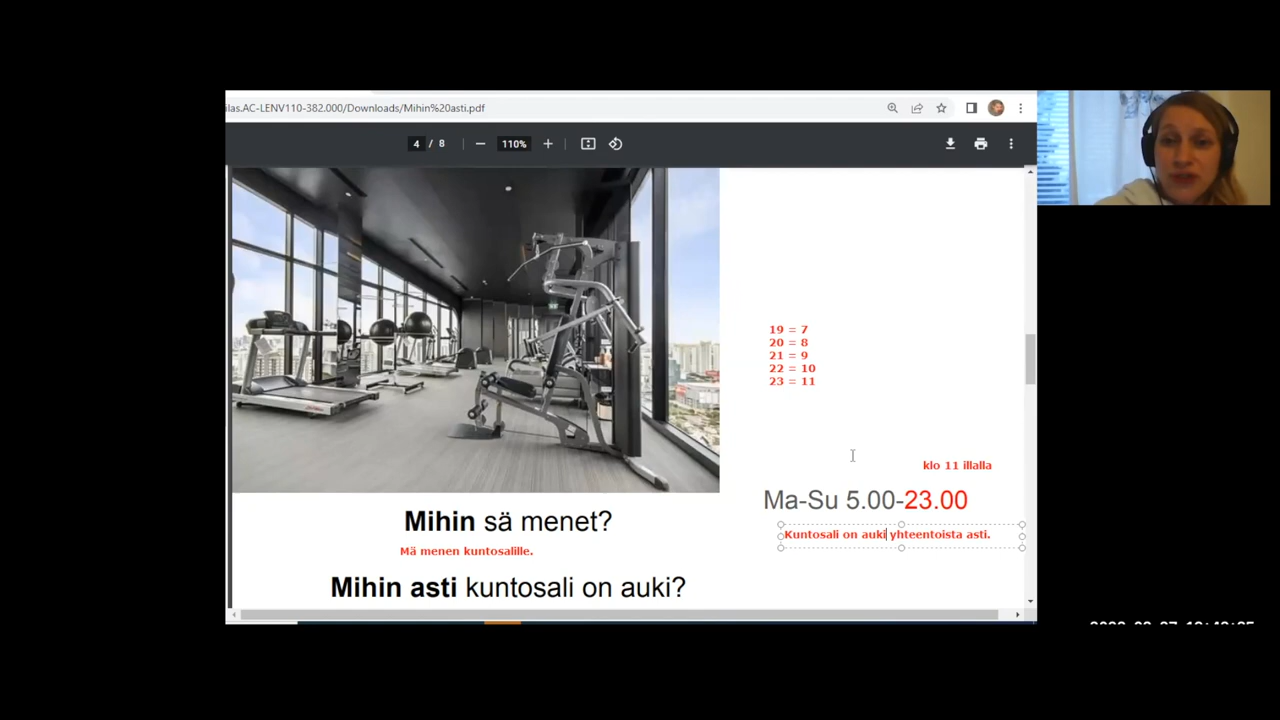 ilas.AC-LENV110-382.000/Downloads/Mihin%20asti.pdf
4 / 8
110%
19 = 7
20 = 8
21 = 9
22 = 10
23 = 11
klo 11 illalla
Ma-Su 5.00-23.00
Kuntosali on auki yhteentoista asti.
Mihin sä menet?
Mä menen kuntosalille.
Mihin asti kuntosali on auki?